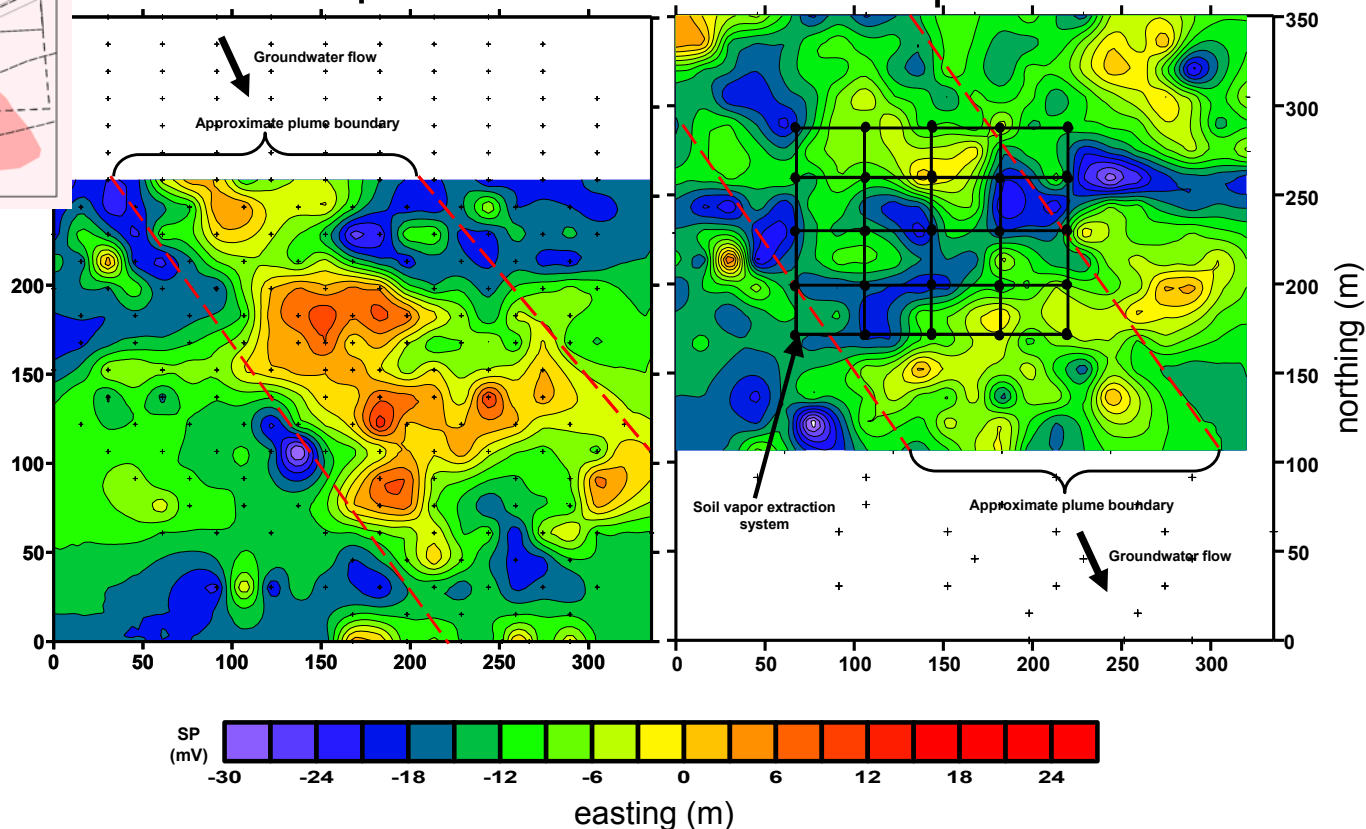 Groundwater flow
Approximate plume boundary
200
150
100
50
0
0 50 100 150 200 250 300
350
300
250
200
150
100
50
0
northing (m)
Soil vapor extraction
system
Approximate plume boundary
Groundwater flow
0 50 100 150 200 250 300
SP
(mV)
-30 -24 -18 -12 -6 0 6 12 18 24
easting (m)